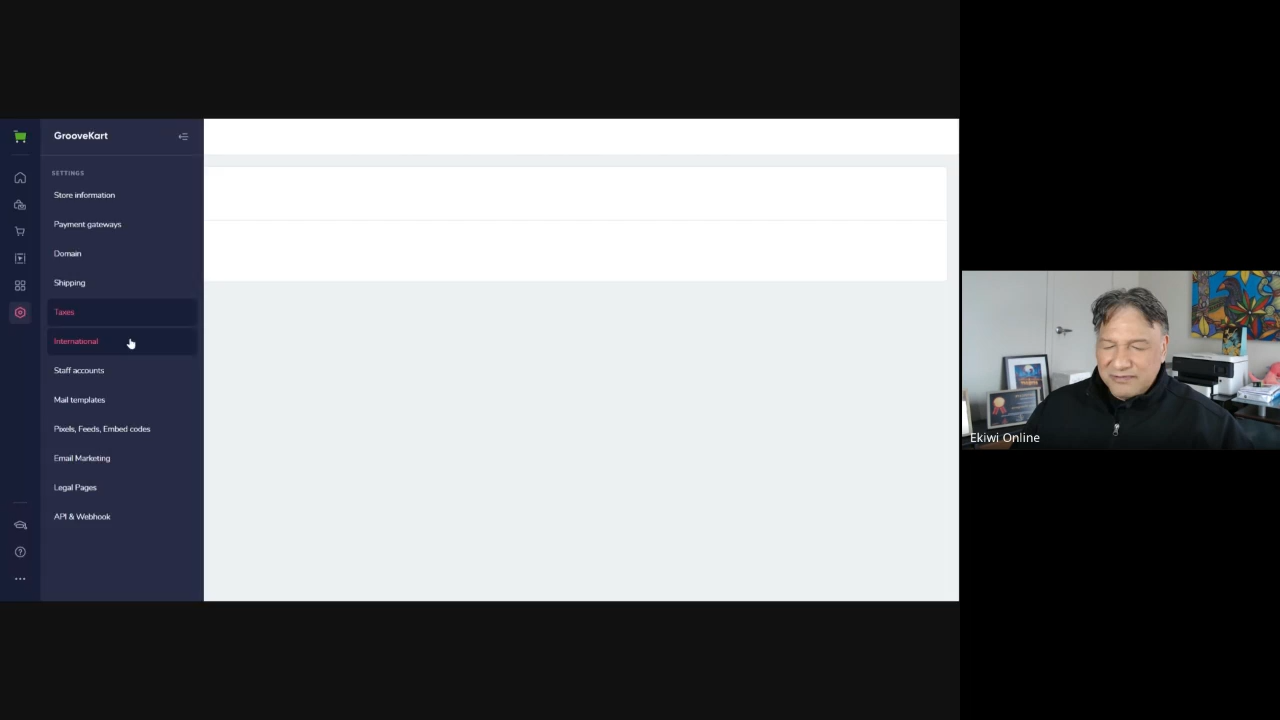 GrooveKart
SETTINGS
Store information
Payment gateways
Domain
Shipping
Taxes
International
Staff accounts
Mail templates
Pixels, Feeds, Embed codes
Email Marketing
Legal Pages
API & Webhook
Ekiwi Online